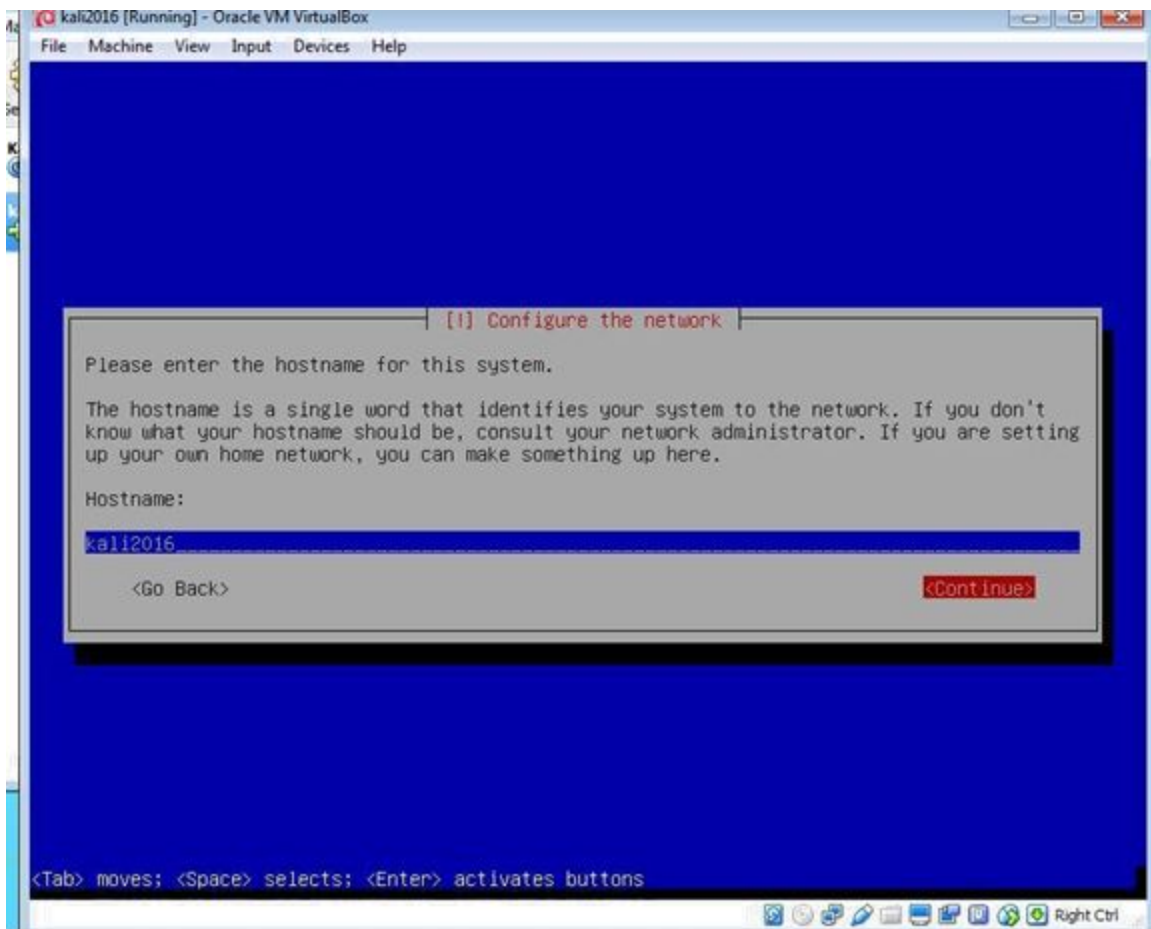 kali2016 [Running] - Oracle VM VirtualBox
File Machine View Input Devices Help
[!] Configure the network
Please enter the hostname for this system.
The hostname is a single word that identifies your system to the network. If you don't
know what your hostname should be, consult your network administrator. If you are setting
up your own home network, you can make something up here.
Hostname:
kali2016
<Go Back> <Continue>
<Tab> moves; <Space> selects; <Enter> activates buttons
Right Ctrl